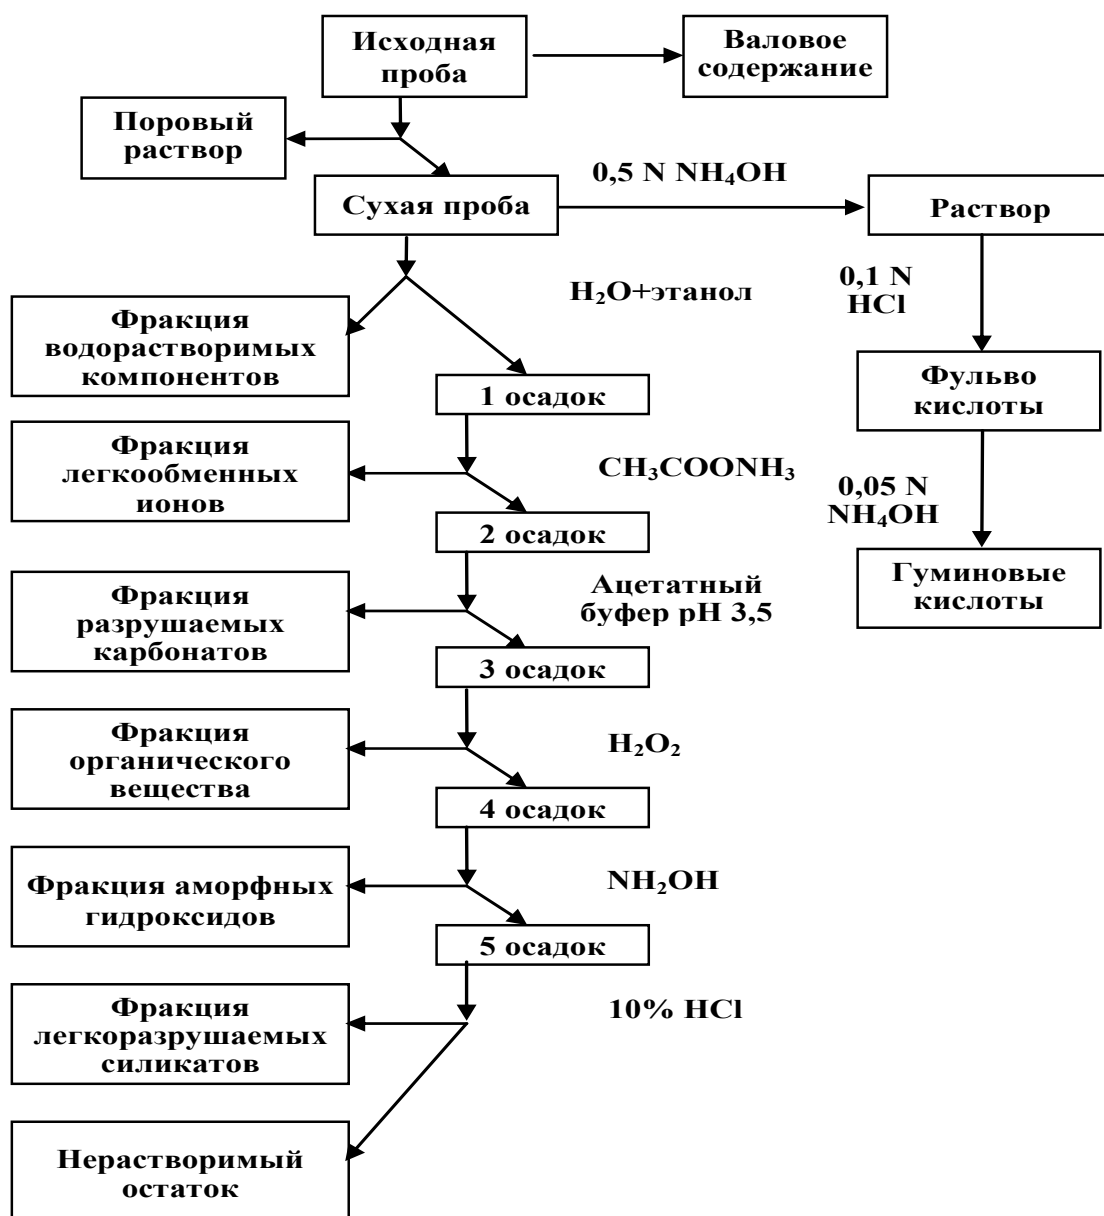 Исходная
проба
Валовое
содержание
Поровый
раствор
0,5 N NH₄OH
Сухая проба
Раствор
H₂O+этанол
0,1 N
HCl
Фракция
водорастворимых
компонентов
1 осадок
Фульво
кислоты
Фракция
легкообменных
ионов
CH₃COONH₃
0,05 N
NH₄OH
2 осадок
Ацетатный
буфер pH 3,5
Гуминовые
кислоты
Фракция
разрушаемых
карбонатов
3 осадок
Фракция
органического
вещества
H₂O₂
4 осадок
Фракция аморфных
гидроксидов
NH₂OH
5 осадок
Фракция
легкоразрушаемых
силикатов
10% HCl
Нерастворимый
остаток